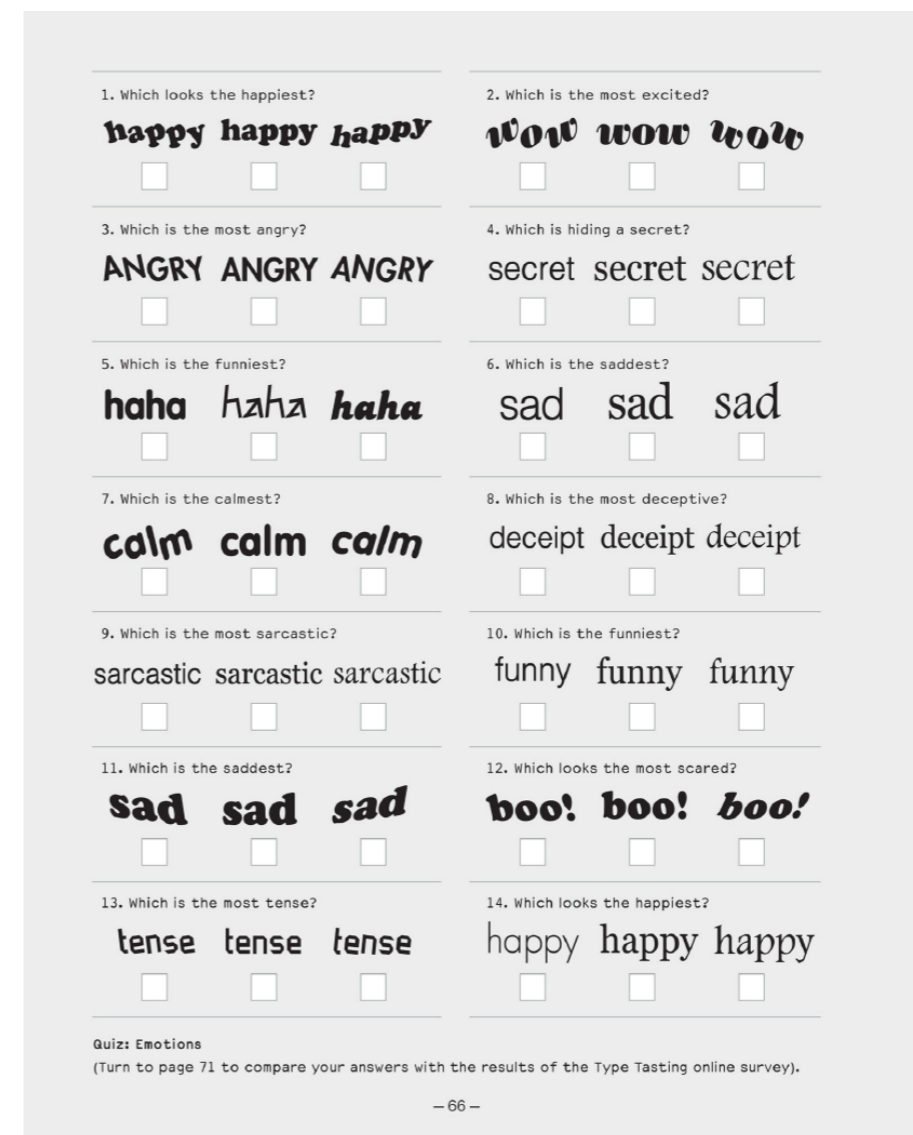 1. Which looks the happiest?
happy happy happy
2. Which is the most excited?
wow wow wow
3. Which is the most angry?
ANGRY ANGRY ANGRY
4. Which is hiding a secret?
secret secret secret
5. Which is the funniest?
haha haha haha
6. Which is the saddest?
sad sad sad
7. Which is the calmest?
calm calm calm
8. Which is the most deceptive?
deceipt deceipt deceipt
9. Which is the most sarcastic?
sarcastic sarcastic sarcastic
10. Which is the funniest?
funny funny funny
11. Which is the saddest?
sad sad sad
12. Which looks the most scared?
boo! boo! boo!
13. Which is the most tense?
tense tense tense
14. Which looks the happiest?
happy happy happy
Quiz: Emotions
(Turn to page 71 to compare your answers with the results of the Type Tasting online survey).
— 66 —